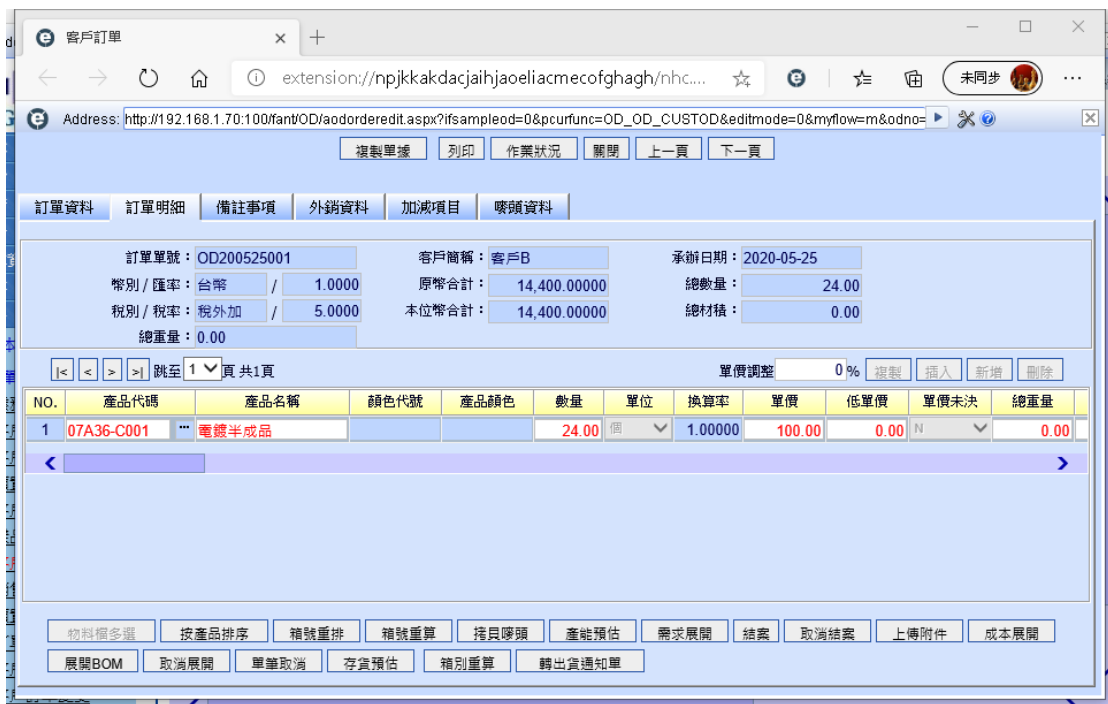 客戶訂單
extension://npjkkakdacjaihjaoeliacmecofghagh/nhc.... 未同步
Address: http://192.168.1.70:100/fant/OD/aodorderedit.aspx?ifsampleod=0&pcurfunc=OD_OD_CUSTOD&editmode=0&myflow=m&odno=
複製單據 列印 作業狀況 關閉 上一頁 下一頁
訂單資料 訂單明細 備註事項 外銷資料 加減項目 嘜頭資料
訂單單號：OD200525001 客戶簡稱：客戶B 承辦日期：2020-05-25
幣別 / 匯率：台幣 / 1.0000 原幣合計： 14,400.00000 總數量： 24.00
稅別 / 稅率：稅外加 / 5.0000 本位幣合計： 14,400.00000 總材積： 0.00
總重量：0.00
|< < > >| 跳至 1 頁 共1頁 單價調整 0 % 複製 插入 新增 刪除
NO. 產品代碼 產品名稱 顏色代號 產品顏色 數量 單位 換算率 單價 低單價 單價未決 總重量
1 07A36-C001 ... 電鍍半成品 24.00 個 1.00000 100.00 0.00 N 0.00
物料檔多選 按產品排序 箱號重排 箱號重算 拷貝嘜頭 產能預估 需求展開 結案 取消結案 上傳附件 成本展開
展開BOM 取消展開 單筆取消 存貨預估 箱別重算 轉出貨通知單